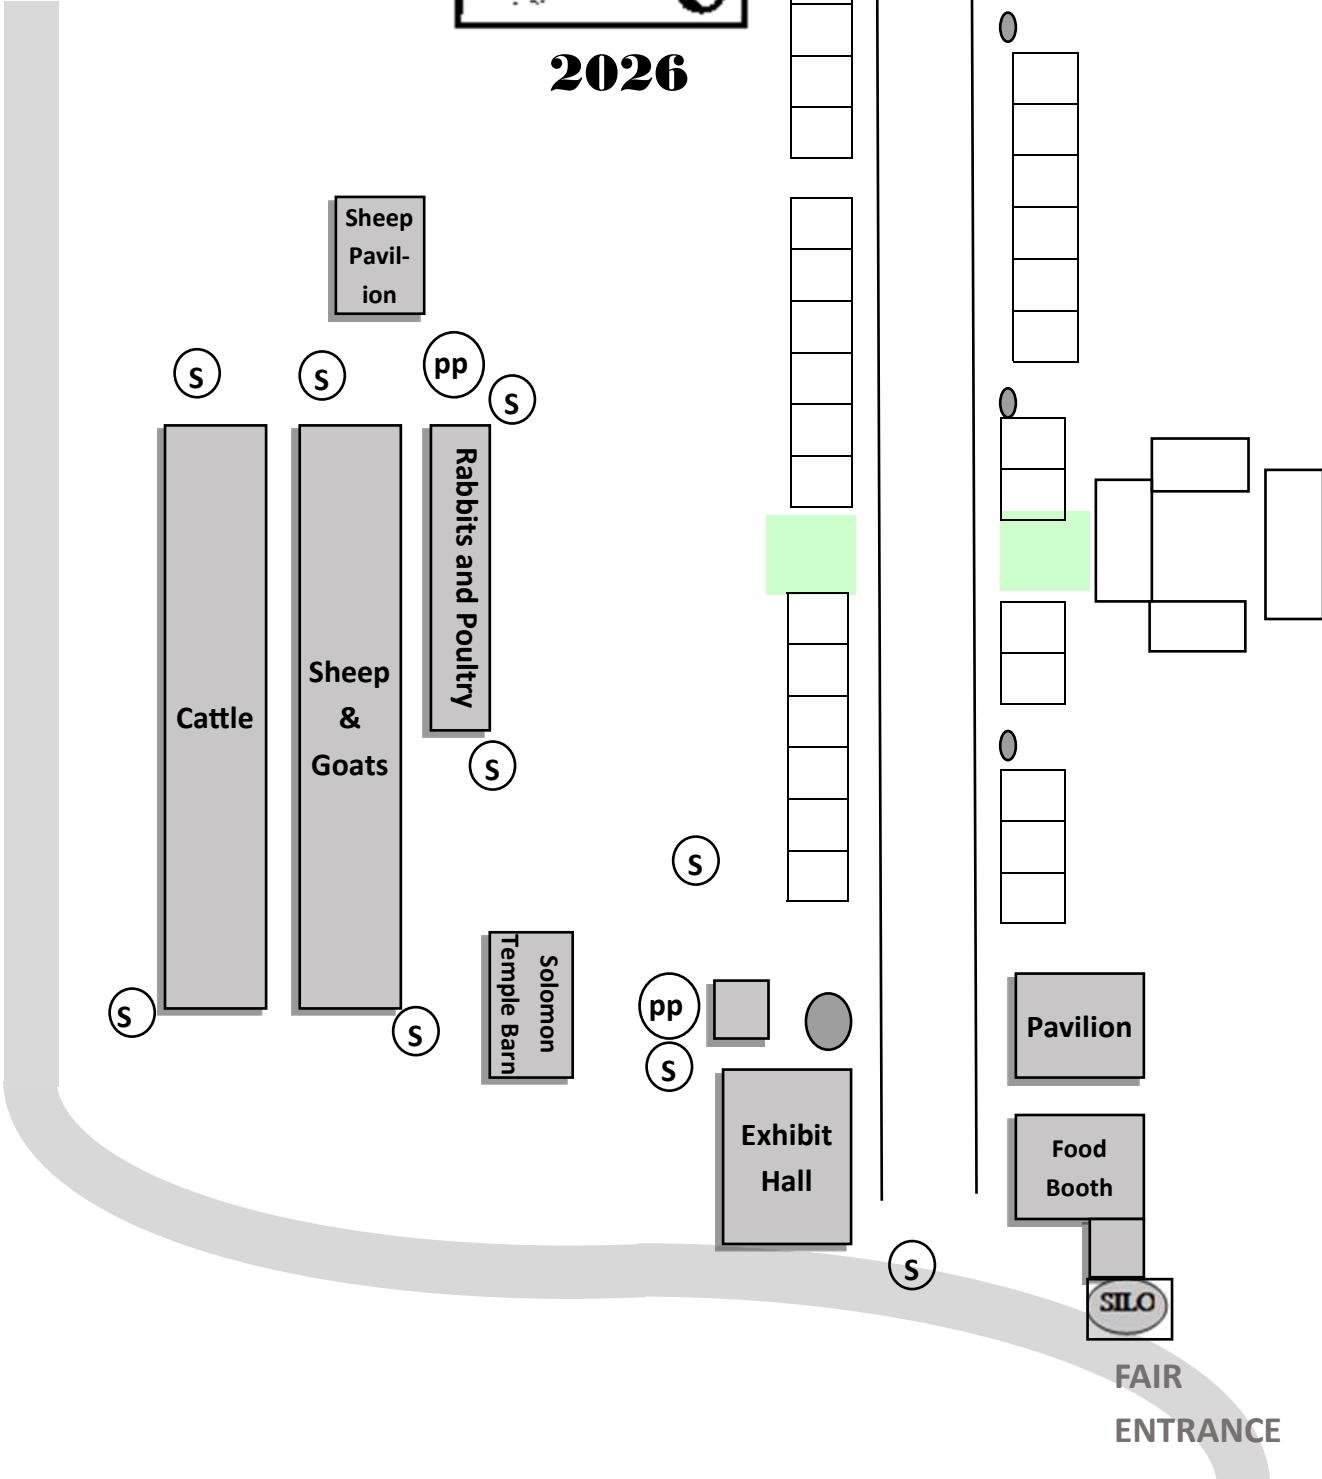 2026
Sheep
Pavil-
ion
S
S
pp
S
Rabbits and Poultry
Cattle
Sheep
&
Goats
S
S
Solomon
Temple Barn
S
S
pp
S
Pavilion
Exhibit
Hall
Food
Booth
S
SILO
FAIR
ENTRANCE